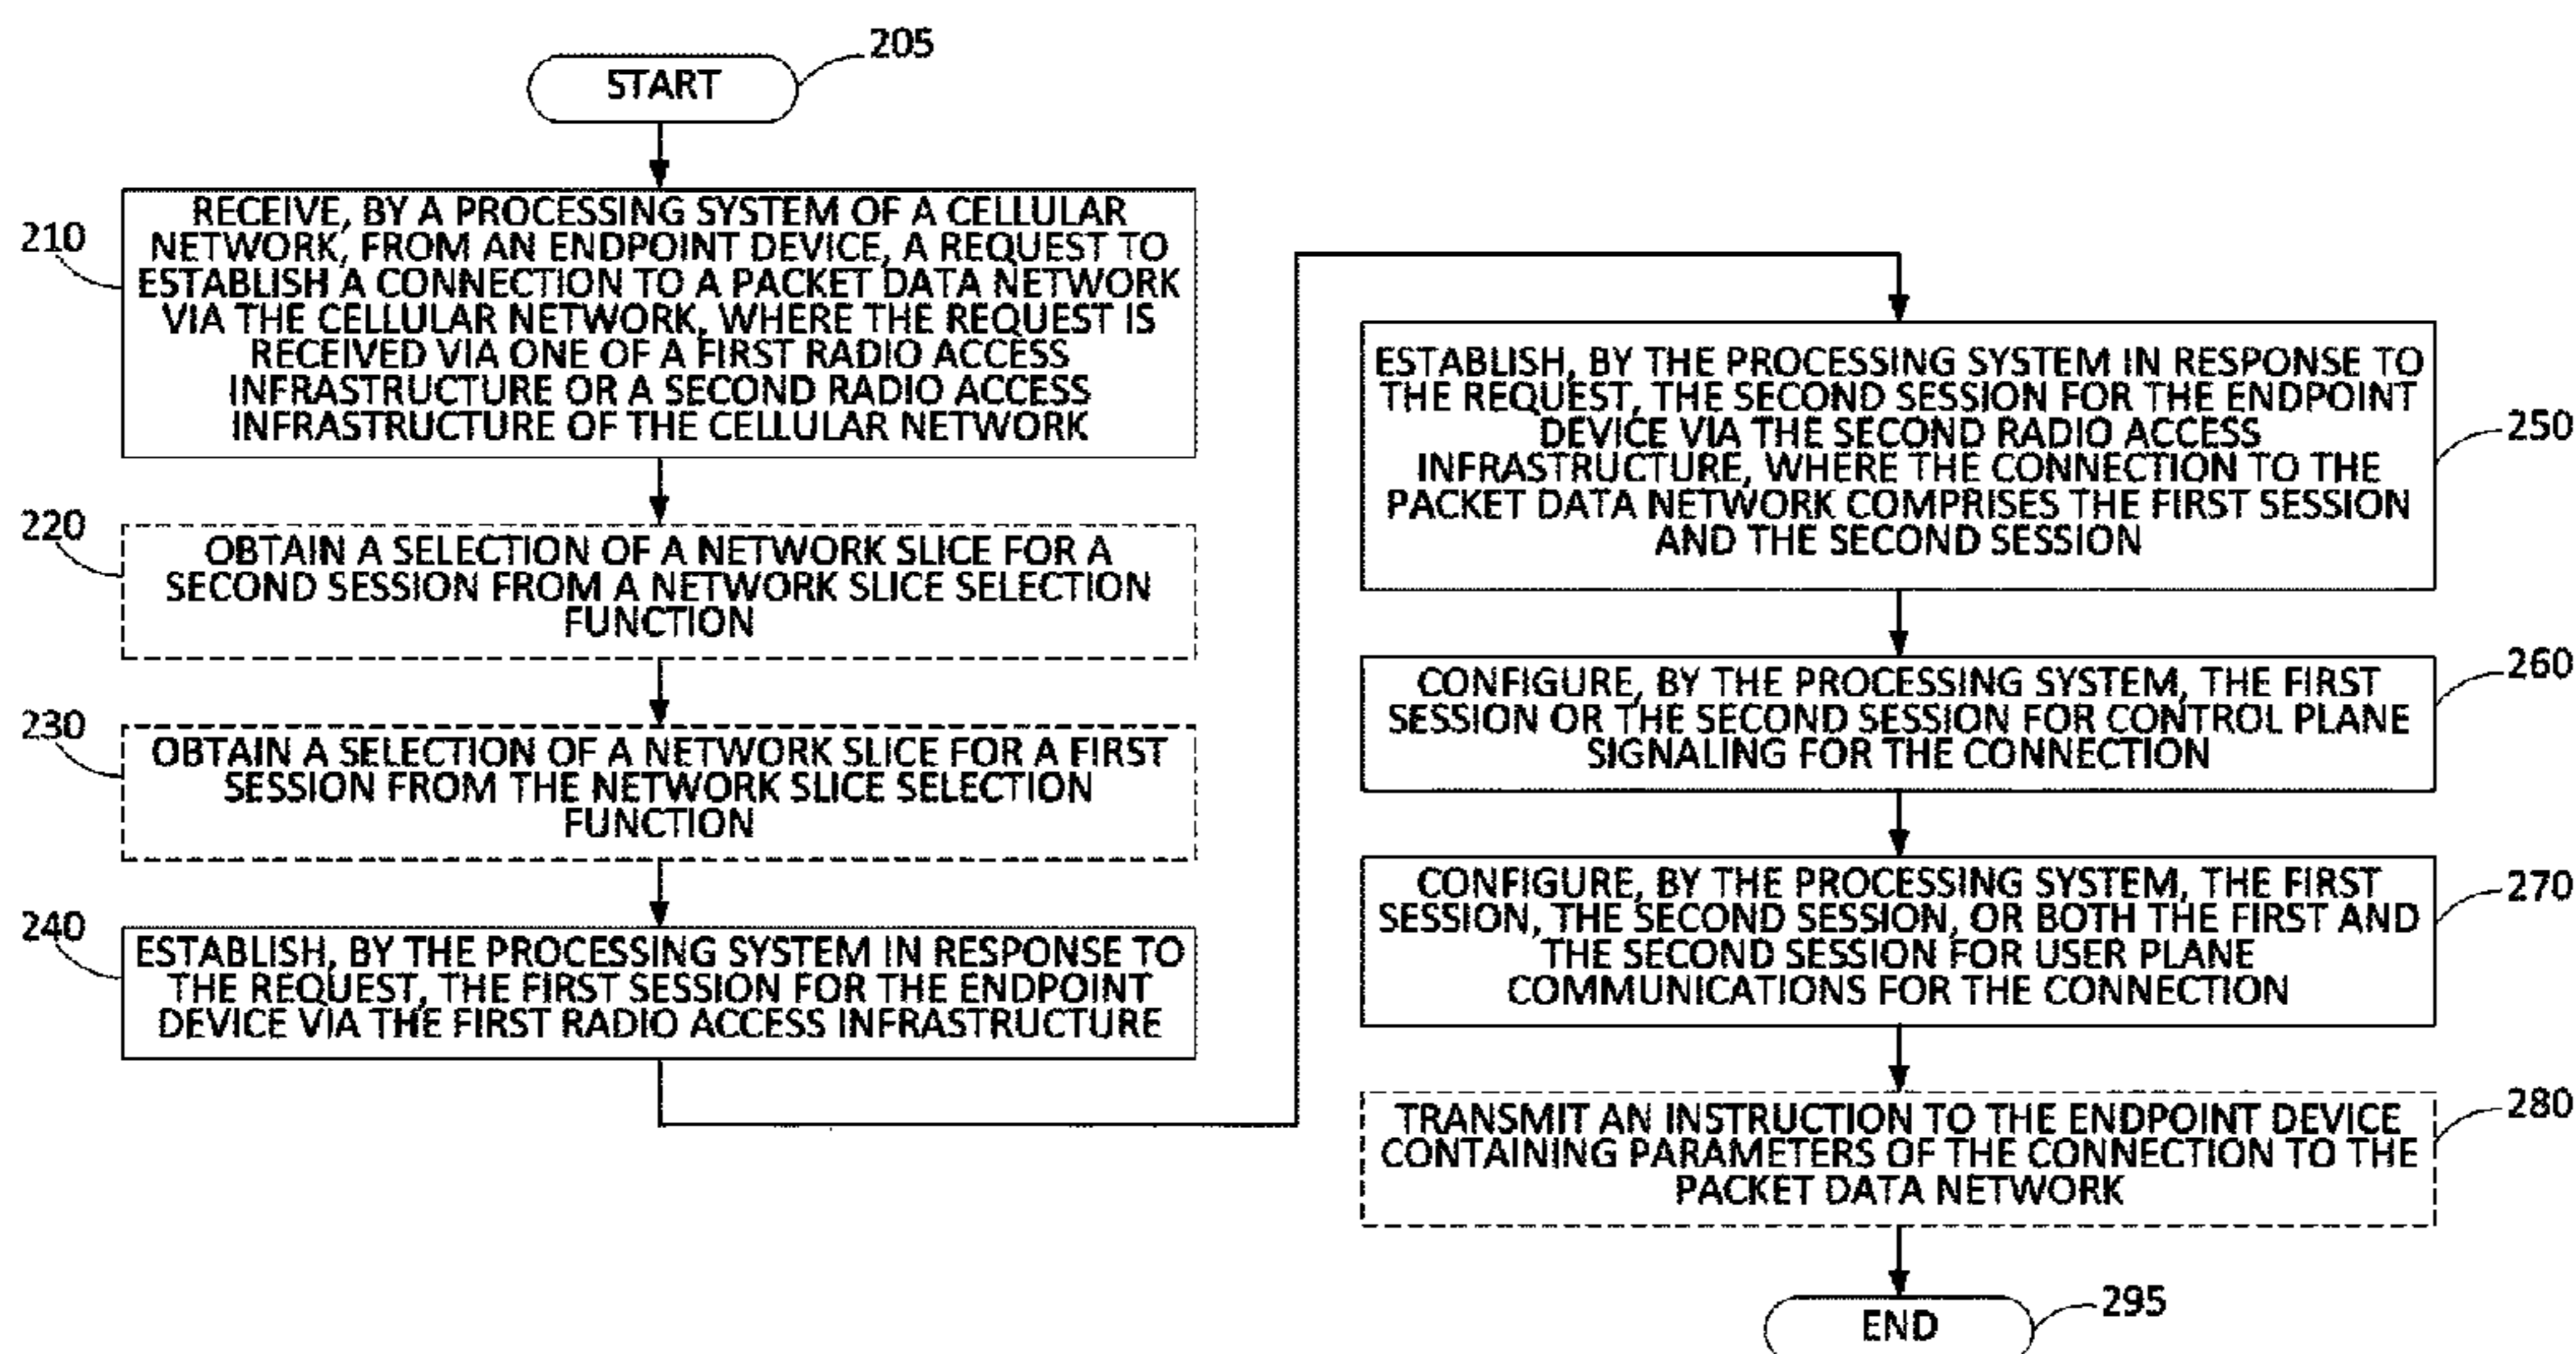 205
START
210
RECEIVE, BY A PROCESSING SYSTEM OF A CELLULAR
NETWORK, FROM AN ENDPOINT DEVICE, A REQUEST TO
ESTABLISH A CONNECTION TO A PACKET DATA NETWORK
VIA THE CELLULAR NETWORK, WHERE THE REQUEST IS
RECEIVED VIA ONE OF A FIRST RADIO ACCESS
INFRASTRUCTURE OR A SECOND RADIO ACCESS
INFRASTRUCTURE OF THE CELLULAR NETWORK
220
OBTAIN A SELECTION OF A NETWORK SLICE FOR A
SECOND SESSION FROM A NETWORK SLICE SELECTION
FUNCTION
230
OBTAIN A SELECTION OF A NETWORK SLICE FOR A FIRST
SESSION FROM THE NETWORK SLICE SELECTION
FUNCTION
240
ESTABLISH, BY THE PROCESSING SYSTEM IN RESPONSE TO
THE REQUEST, THE FIRST SESSION FOR THE ENDPOINT
DEVICE VIA THE FIRST RADIO ACCESS INFRASTRUCTURE
ESTABLISH, BY THE PROCESSING SYSTEM IN RESPONSE TO
THE REQUEST, THE SECOND SESSION FOR THE ENDPOINT
DEVICE VIA THE SECOND RADIO ACCESS
INFRASTRUCTURE, WHERE THE CONNECTION TO THE
PACKET DATA NETWORK COMPRISES THE FIRST SESSION
AND THE SECOND SESSION
250
CONFIGURE, BY THE PROCESSING SYSTEM, THE FIRST
SESSION OR THE SECOND SESSION FOR CONTROL PLANE
SIGNALING FOR THE CONNECTION
260
CONFIGURE, BY THE PROCESSING SYSTEM, THE FIRST
SESSION, THE SECOND SESSION, OR BOTH THE FIRST AND
THE SECOND SESSION FOR USER PLANE
COMMUNICATIONS FOR THE CONNECTION
270
TRANSMIT AN INSTRUCTION TO THE ENDPOINT DEVICE
CONTAINING PARAMETERS OF THE CONNECTION TO THE
PACKET DATA NETWORK
280
END
295